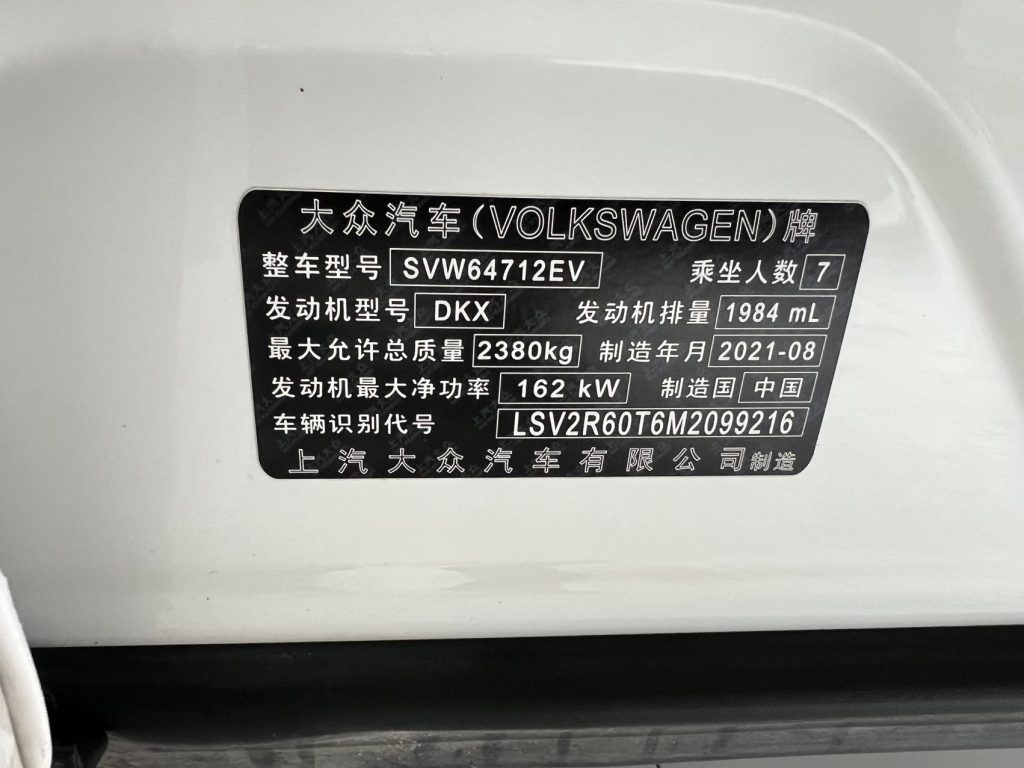 大众汽车(VOLKSWAGEN)牌
整车型号 SVW64712EV 乘坐人数 7
发动机型号 DKX 发动机排量 1984 mL
最大允许总质量 2380kg 制造年月 2021-08
发动机最大净功率 162 kW 制造国 中国
车辆识别代号 LSV2R60T6M2099216
上汽大众汽车有限公司制造